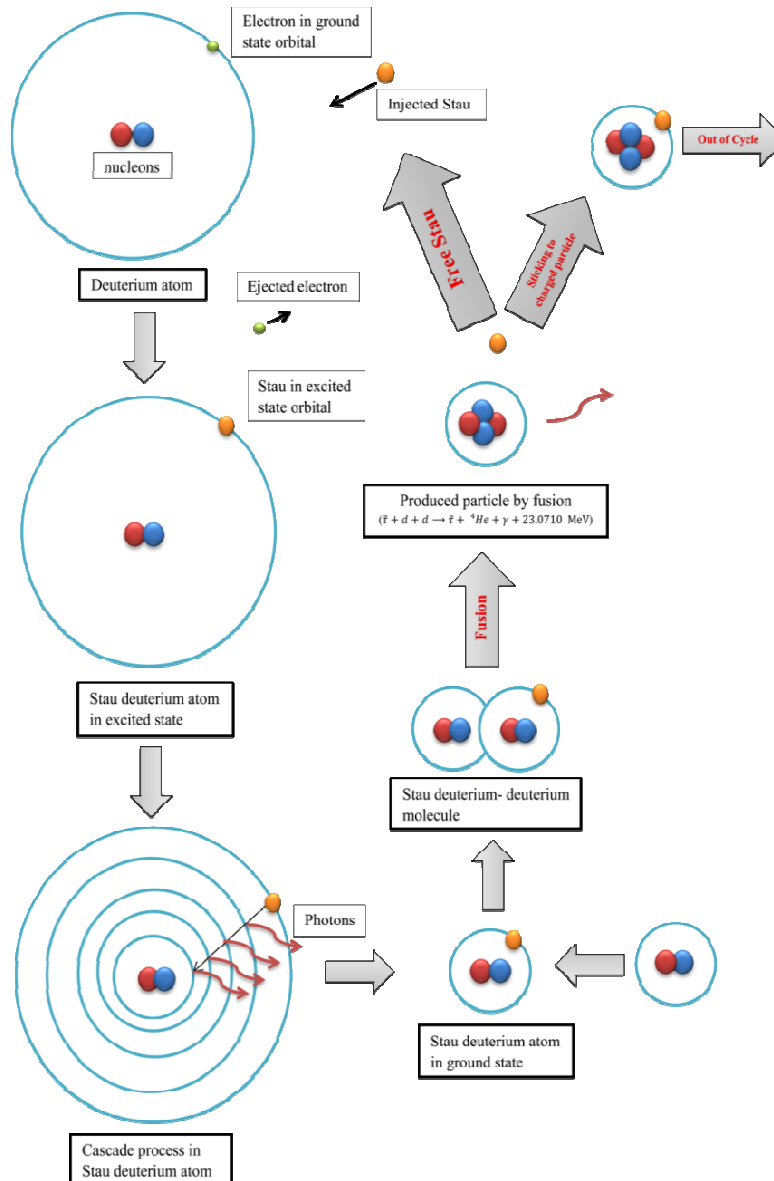 Electron in ground
state orbital
Injected Stau
nucleons
Deuterium atom
Ejected electron
Stau in excited
state orbital
Stau deuterium atom
in excited state
Photons
Cascade process in
Stau deuterium atom
Stau deuterium atom
in ground state
Stau deuterium- deuterium
molecule
Fusion
Produced particle by fusion
(τ̃ + d + d → τ̃ + ⁴He + γ + 23.0710 MeV)
Free Stau
Sticking to
charged particle
Out of Cycle